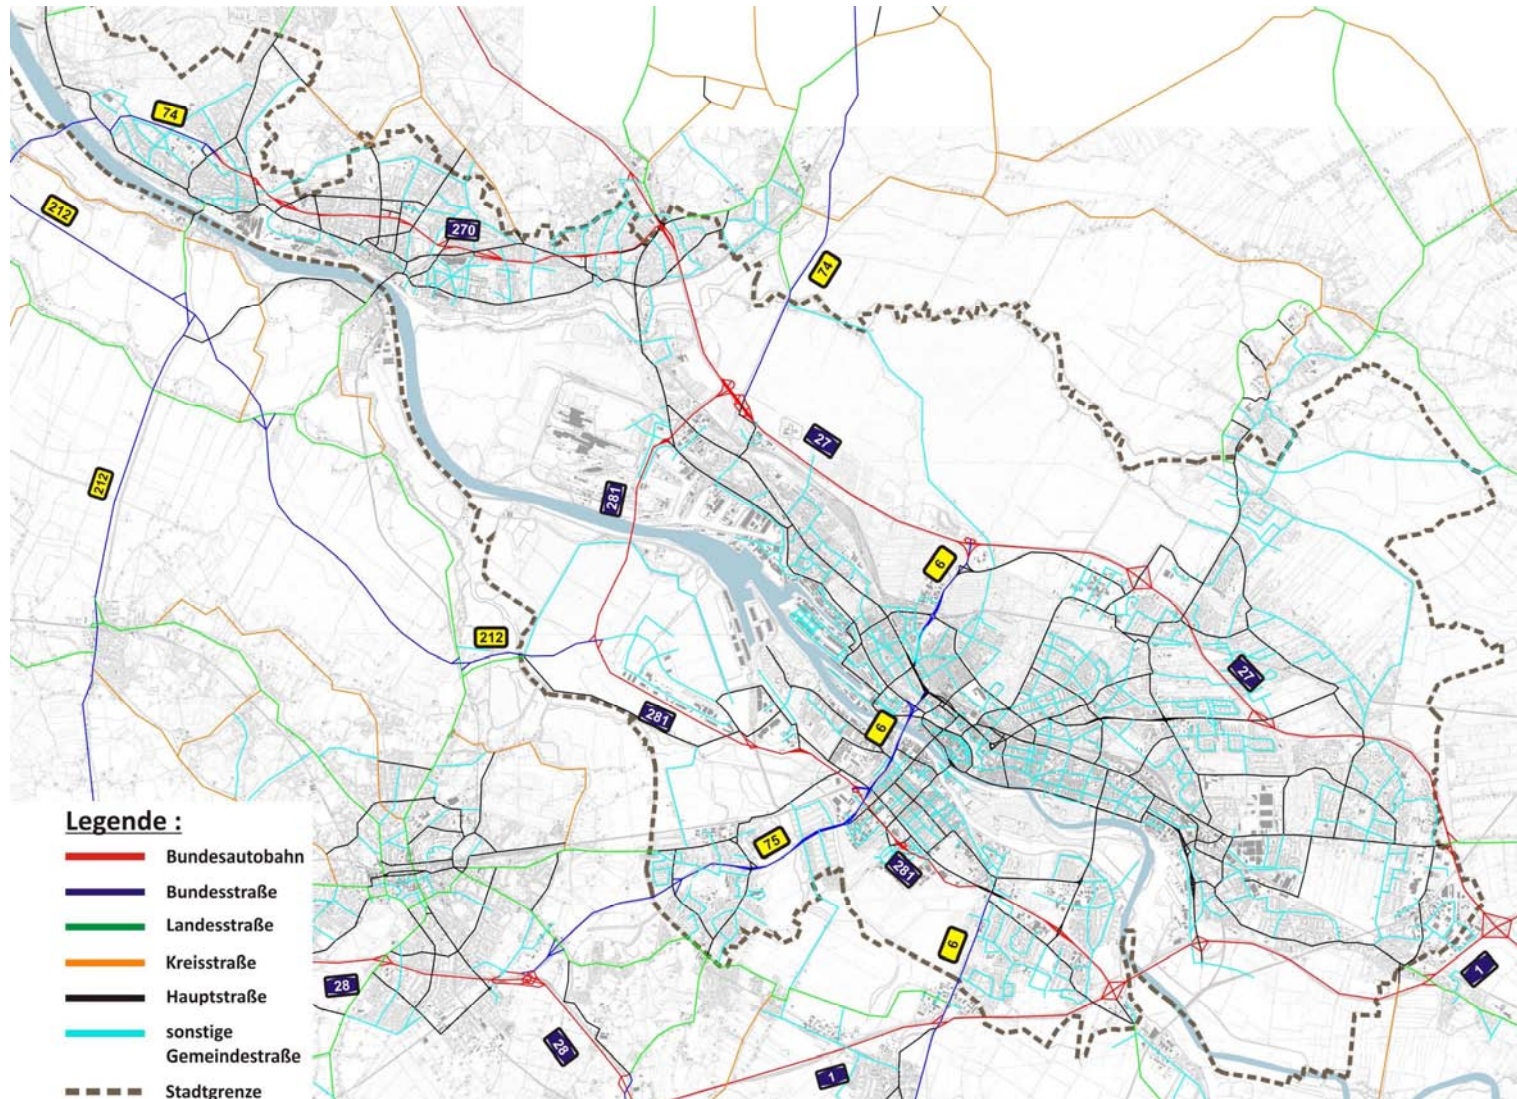 74
212
270
74
27
281
212
6
212
27
281
6
75
281
6
28
28
1
1
Legende :
Bundesautobahn
Bundesstraße
Landesstraße
Kreisstraße
Hauptstraße
sonstige
Gemeindestraße
Stadtgrenze